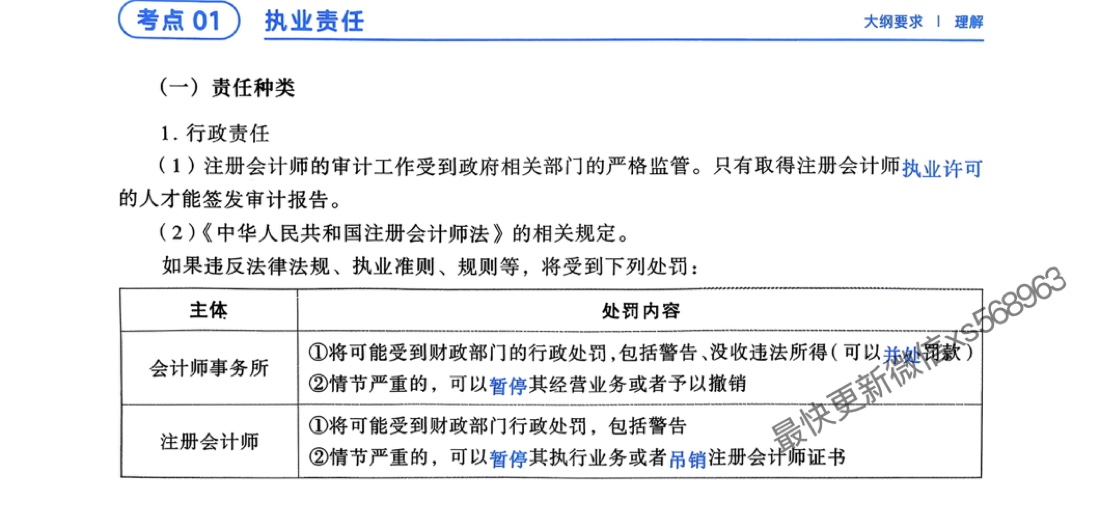 考点 01 执业责任 大纲要求 | 理解
（一）责任种类
1. 行政责任
（1）注册会计师的审计工作受到政府相关部门的严格监管。只有取得注册会计师执业许可
的人才能签发审计报告。
（2）《中华人民共和国注册会计师法》的相关规定。
如果违反法律法规、执业准则、规则等，将受到下列处罚：
主体 处罚内容
会计师事务所
①将可能受到财政部门的行政处罚，包括警告、没收违法所得（可以并处罚款）
②情节严重的，可以暂停其经营业务或者予以撤销
注册会计师
①将可能受到财政部门行政处罚，包括警告
②情节严重的，可以暂停其执行业务或者吊销注册会计师证书
最快更新微信xs568963